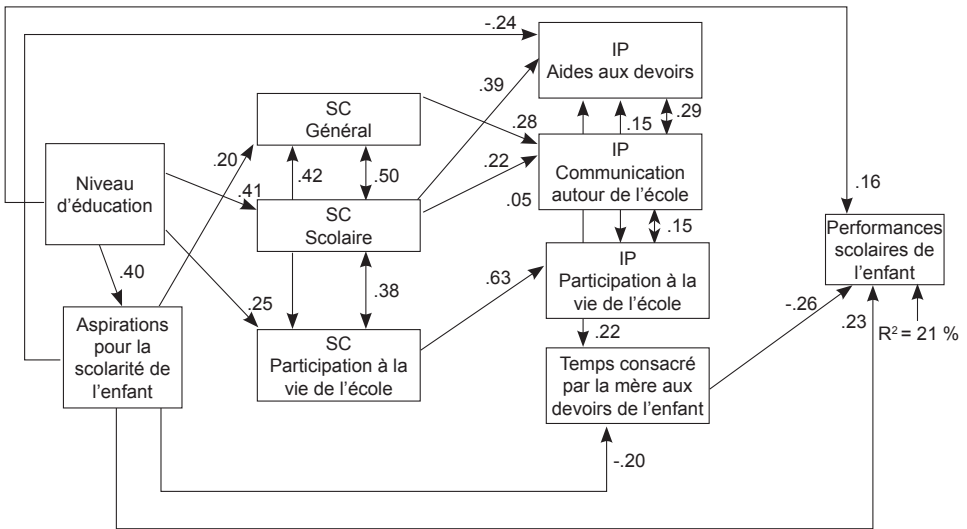 -.24
IP
Aides aux devoirs
.39
SC
Général
.28
.15
.29
.20
Niveau
d’éducation
.41
.42
.50
.22
IP
Communication
autour de l’école
.05
.16
SC
Scolaire
.15
Performances
scolaires de
l’enfant
.40
.25
.38
.63
IP
Participation à la
vie de l’école
-.26
.23
R² = 21 %
Aspirations
pour la
scolarité de
l’enfant
SC
Participation à la
vie de l’école
.22
Temps consacré
par la mère aux
devoirs de l’enfant
-.20